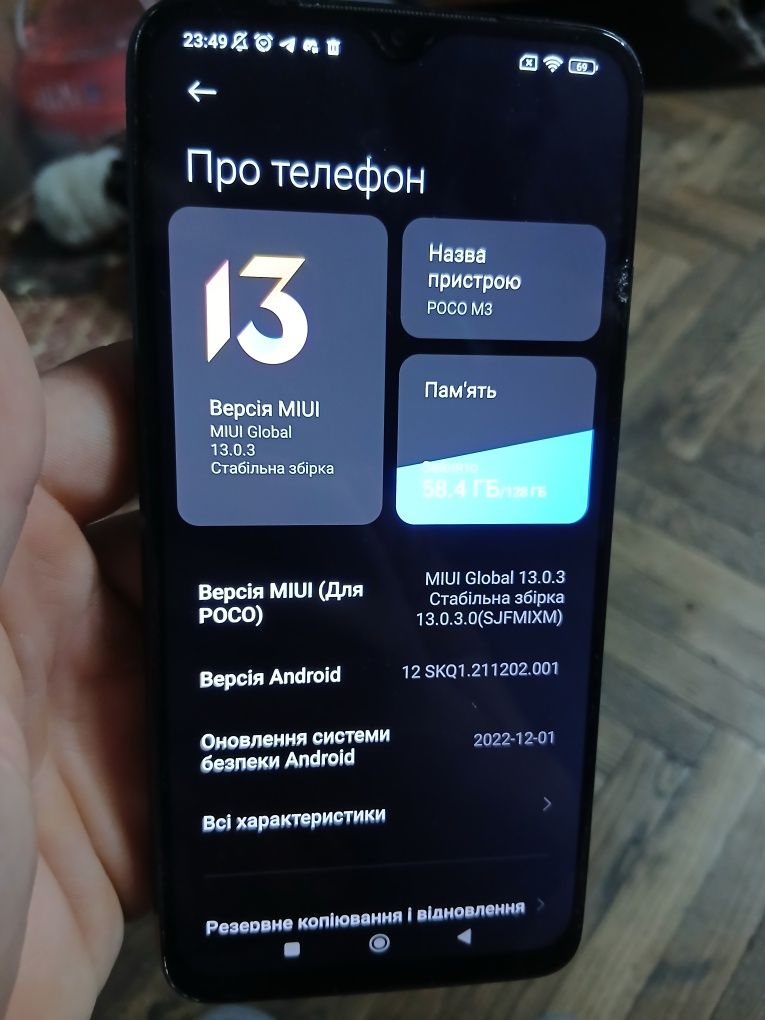 23:49
69
Про телефон
13
Версія MIUI
MIUI Global
13.0.3
Стабільна збірка
Назва
пристрою
POCO M3
Пам'ять
Зайнято
58.4 ГБ/128 ГБ
Версія MIUI (Для
POCO)
MIUI Global 13.0.3
Стабільна збірка
13.0.3.0(SJFMIXM)
Версія Android
12 SKQ1.211202.001
Оновлення системи
безпеки Android
2022-12-01
Всі характеристики
Резервне копіювання і відновлення